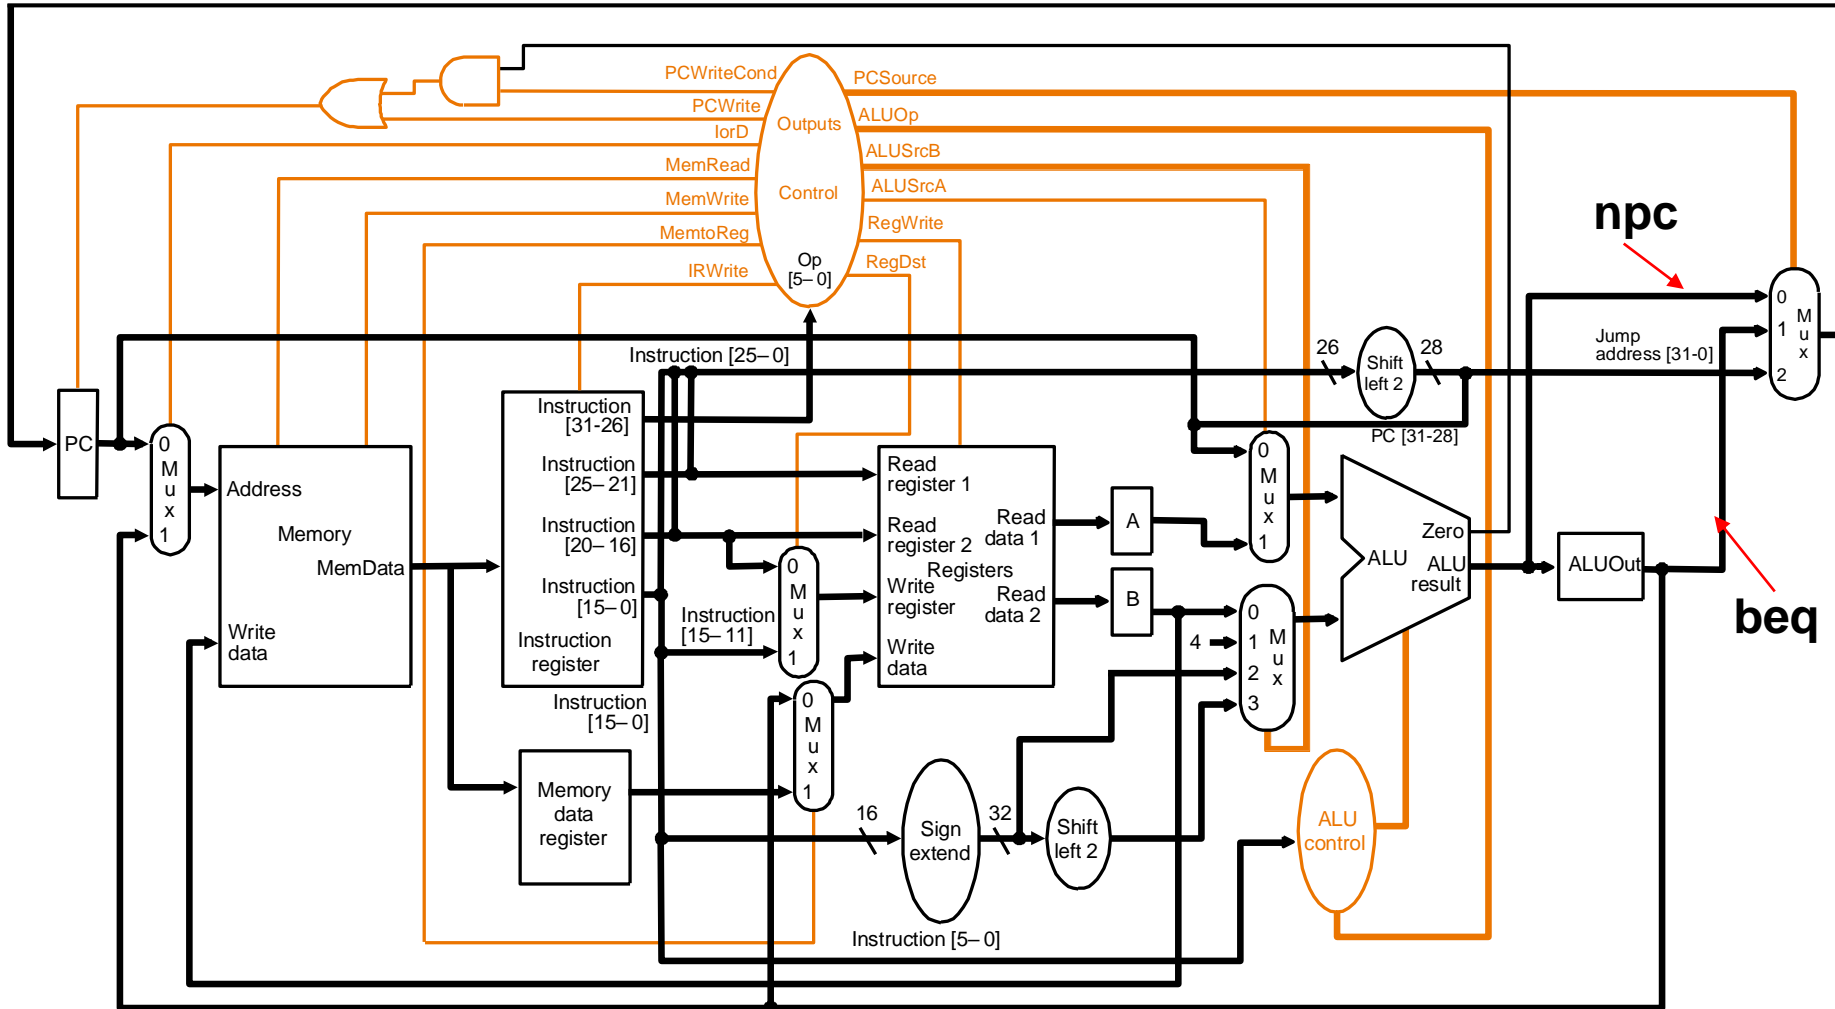 PCWriteCond
PCSource
PCWrite
ALUOp
Outputs
IorD
ALUSrcB
MemRead
ALUSrcA
Control
MemWrite
RegWrite
MemtoReg
RegDst
Op
[5–0]
IRWrite
npc
0
1
2
M
u
x
Jump
address [31-0]
Instruction [25–0]
26
Shift
left 2
28
PC [31-28]
PC
0
M
u
x
1
Address
Memory
MemData
Write
data
Instruction
[31-26]
Instruction
[25–21]
Instruction
[20–16]
Instruction
[15–0]
Instruction
register
Instruction
[15–11]
Instruction
[15–0]
0
M
u
x
1
Read
register 1
Read
register 2
Registers
Write
register
Write
data
Read
data 1
Read
data 2
A
B
0
M
u
x
1
4
0
1
2
3
M
u
x
Zero
ALU
ALU
result
ALUOut
beq
Memory
data
register
0
M
u
x
1
16
Sign
extend
32
Shift
left 2
ALU
control
Instruction [5–0]